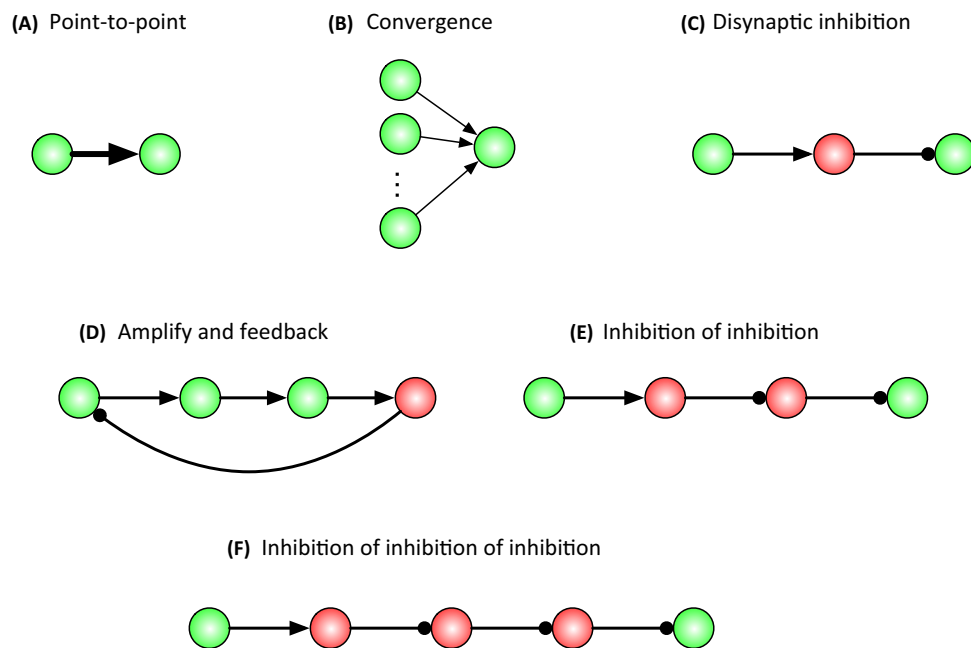 (A) Point-to-point
(B) Convergence
(C) Disynaptic inhibition
(D) Amplify and feedback
(E) Inhibition of inhibition
(F) Inhibition of inhibition of inhibition